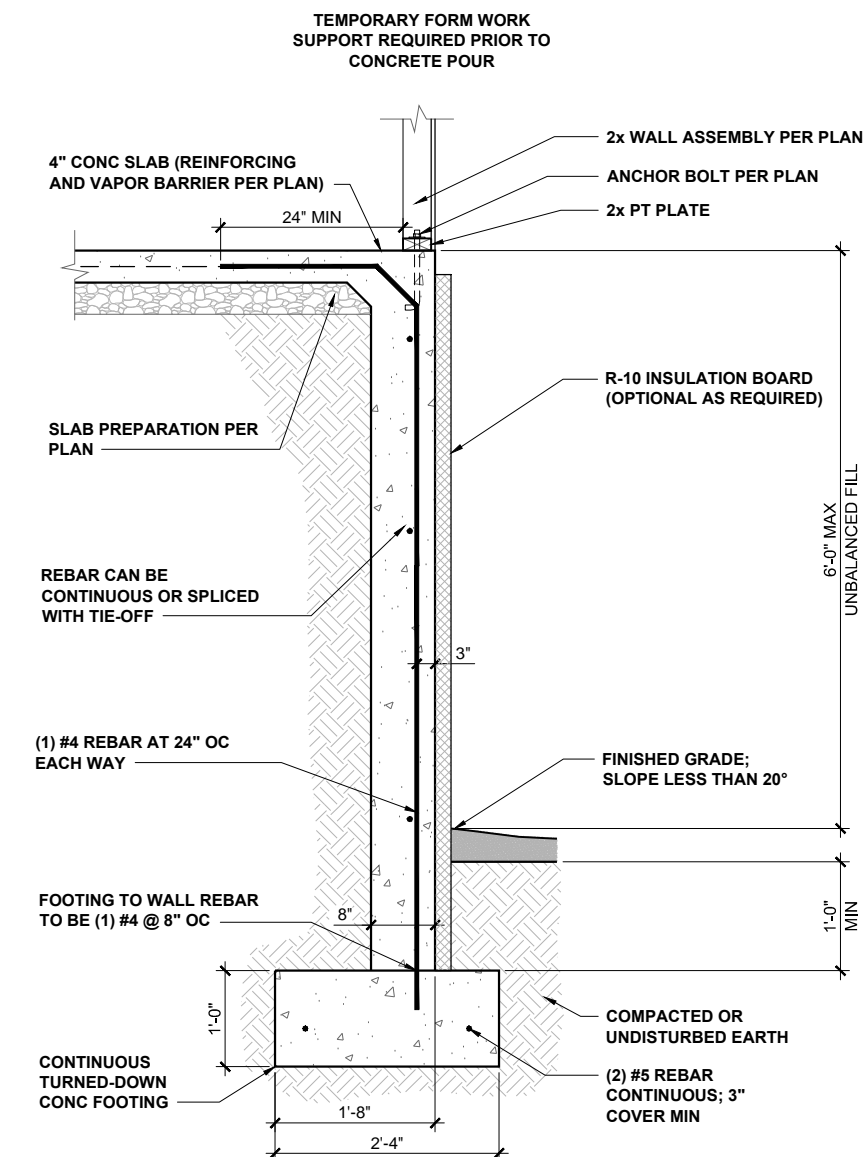 TEMPORARY FORM WORK
SUPPORT REQUIRED PRIOR TO
CONCRETE POUR
2x WALL ASSEMBLY PER PLAN
4" CONC SLAB (REINFORCING
AND VAPOR BARRIER PER PLAN)
ANCHOR BOLT PER PLAN
24" MIN
2x PT PLATE
R-10 INSULATION BOARD
(OPTIONAL AS REQUIRED)
SLAB PREPARATION PER
PLAN
6'-0" MAX
UNBALANCED FILL
REBAR CAN BE
CONTINUOUS OR SPLICED
WITH TIE-OFF
3"
(1) #4 REBAR AT 24" OC
EACH WAY
FINISHED GRADE;
SLOPE LESS THAN 20°
FOOTING TO WALL REBAR
TO BE (1) #4 @ 8" OC
8"
1'-0"
MIN
1'-0"
COMPACTED OR
UNDISTURBED EARTH
CONTINUOUS
TURNED-DOWN
CONC FOOTING
(2) #5 REBAR
CONTINUOUS; 3"
COVER MIN
1'-8"
2'-4"